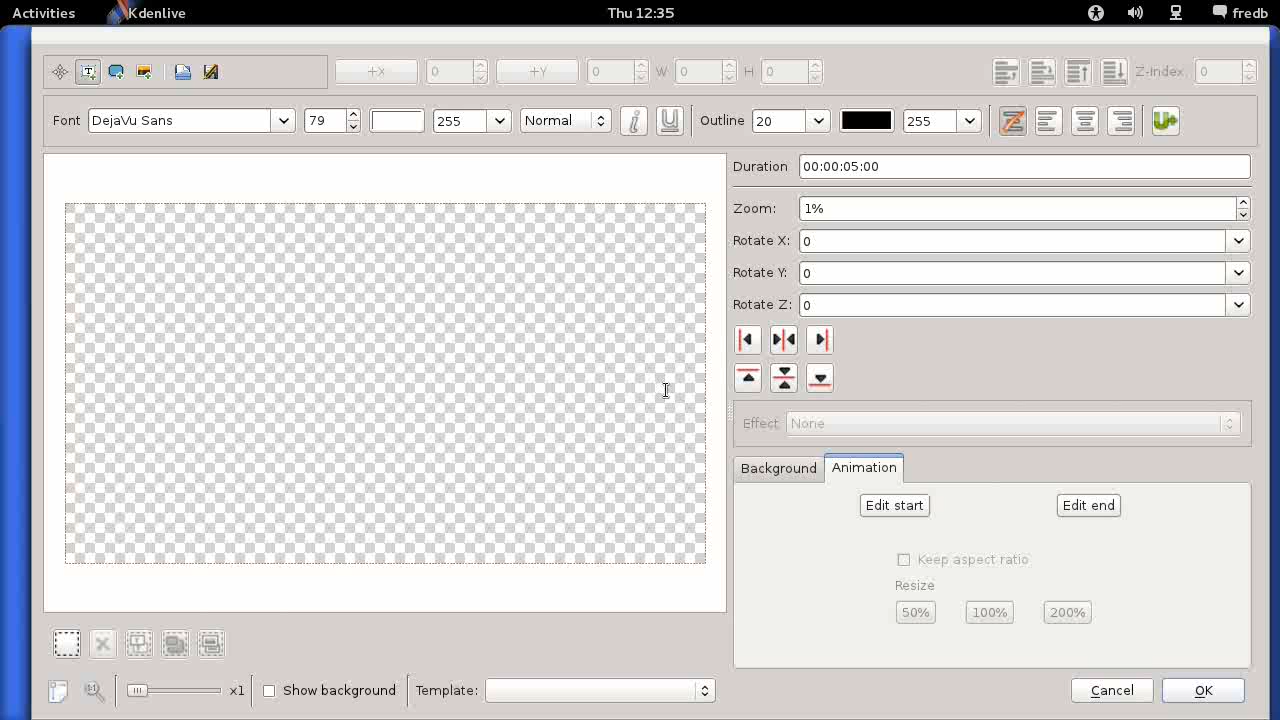 Activities Kdenlive Thu 12:35 fredb
+X 0 +Y 0 W 0 H 0 Z-Index. 0
Font DejaVu Sans 79 255 Normal i U Outline 20 255
Duration 00:00:05:00
Zoom: 1%
Rotate X: 0
Rotate Y: 0
Rotate Z: 0
Effect None
Background Animation
Edit start Edit end
Keep aspect ratio
Resize
50% 100% 200%
x1 Show background Template: Cancel OK